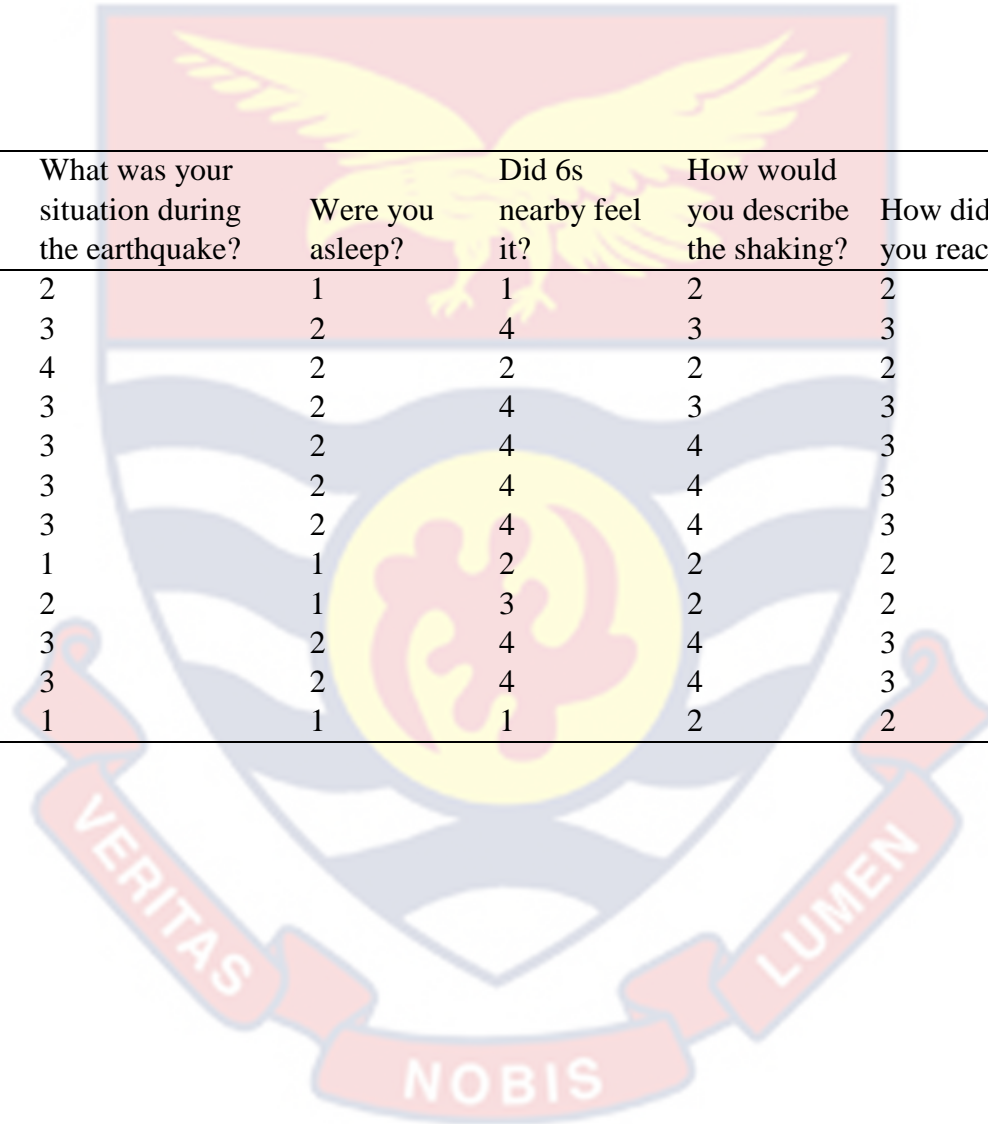 What was your situation during the earthquake? Were you asleep? Did 6s nearby feel it? How would you describe the shaking? How did you reac
2 1 1 2 2
3 2 4 3 3
4 2 2 2 2
3 2 4 3 3
3 2 4 4 3
3 2 4 4 3
3 2 4 4 3
1 1 2 2 2
2 1 3 2 2
3 2 4 4 3
3 2 4 4 3
1 1 1 2 2
VERITAS
NOBIS
LUMEN